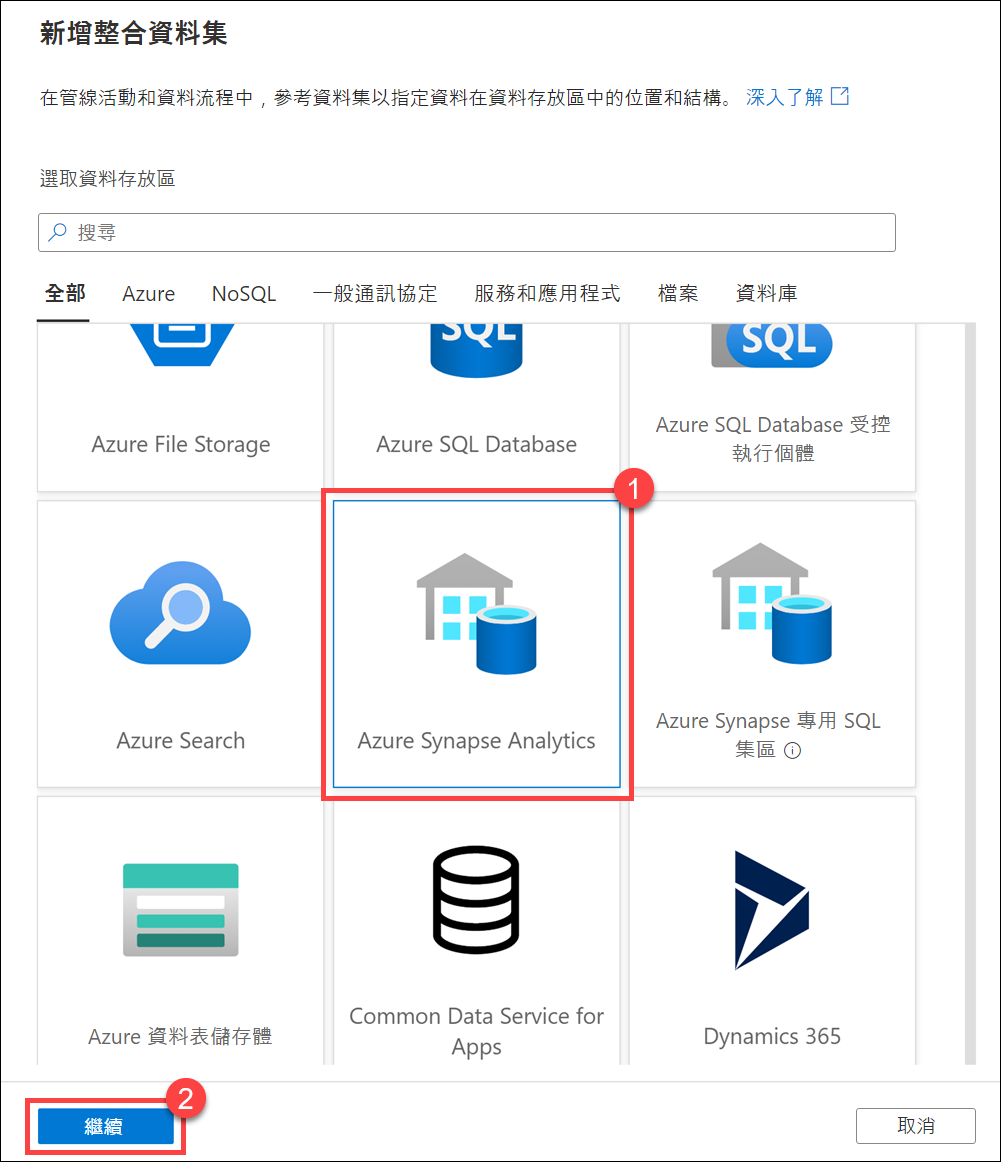 新增整合資料集
在管線活動和資料流程中，參考資料集以指定資料在資料存放區中的位置和結構。 深入了解
選取資料存放區
搜尋
全部 Azure NoSQL 一般通訊協定 服務和應用程式 檔案 資料庫
SQL
SQL
Azure File Storage
Azure SQL Database
Azure SQL Database 受控
執行個體
1
Azure Search
Azure Synapse Analytics
Azure Synapse 專用 SQL
集區
Azure 資料表儲存體
Common Data Service for
Apps
Dynamics 365
2
繼續
取消